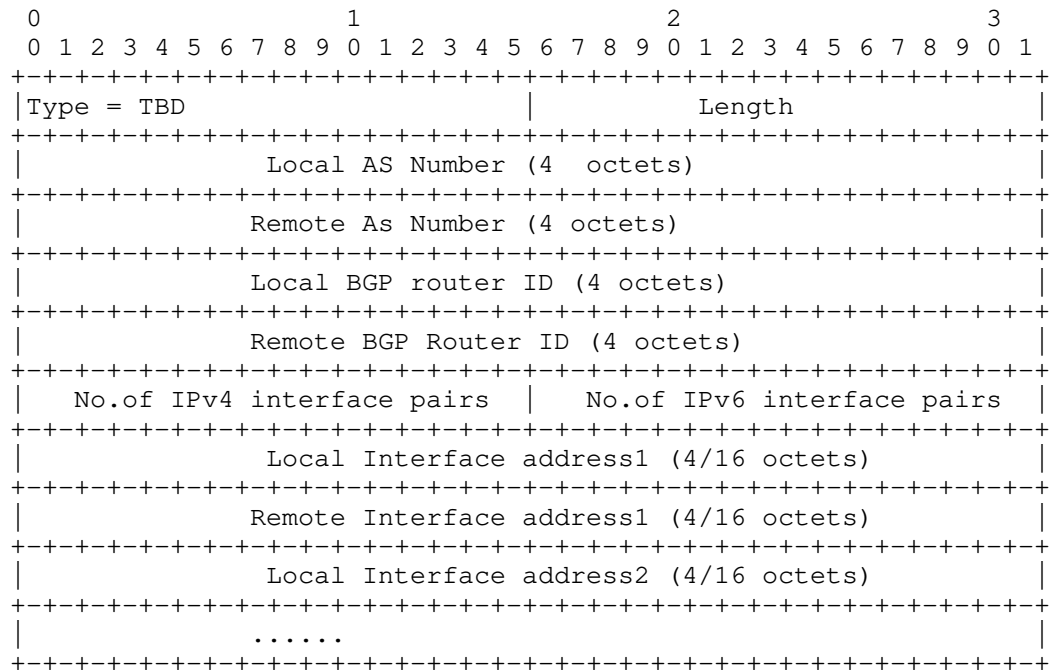 0                   1                   2                   3
 0 1 2 3 4 5 6 7 8 9 0 1 2 3 4 5 6 7 8 9 0 1 2 3 4 5 6 7 8 9 0 1
+-+-+-+-+-+-+-+-+-+-+-+-+-+-+-+-+-+-+-+-+-+-+-+-+-+-+-+-+-+-+-+-+
|Type = TBD                     |          Length               |
+-+-+-+-+-+-+-+-+-+-+-+-+-+-+-+-+-+-+-+-+-+-+-+-+-+-+-+-+-+-+-+-+
|               Local AS Number (4  octets)                     |
+-+-+-+-+-+-+-+-+-+-+-+-+-+-+-+-+-+-+-+-+-+-+-+-+-+-+-+-+-+-+-+-+
|              Remote As Number (4 octets)                      |
+-+-+-+-+-+-+-+-+-+-+-+-+-+-+-+-+-+-+-+-+-+-+-+-+-+-+-+-+-+-+-+-+
|              Local BGP router ID (4 octets)                   |
+-+-+-+-+-+-+-+-+-+-+-+-+-+-+-+-+-+-+-+-+-+-+-+-+-+-+-+-+-+-+-+-+
|              Remote BGP Router ID (4 octets)                  |
+-+-+-+-+-+-+-+-+-+-+-+-+-+-+-+-+-+-+-+-+-+-+-+-+-+-+-+-+-+-+-+-+
|   No.of IPv4 interface pairs  |   No.of IPv6 interface pairs  |
+-+-+-+-+-+-+-+-+-+-+-+-+-+-+-+-+-+-+-+-+-+-+-+-+-+-+-+-+-+-+-+-+
|               Local Interface address1 (4/16 octets)          |
+-+-+-+-+-+-+-+-+-+-+-+-+-+-+-+-+-+-+-+-+-+-+-+-+-+-+-+-+-+-+-+-+
|              Remote Interface address1 (4/16 octets)          |
+-+-+-+-+-+-+-+-+-+-+-+-+-+-+-+-+-+-+-+-+-+-+-+-+-+-+-+-+-+-+-+-+
|               Local Interface address2 (4/16 octets)          |
+-+-+-+-+-+-+-+-+-+-+-+-+-+-+-+-+-+-+-+-+-+-+-+-+-+-+-+-+-+-+-+-+
|              ......                                           |
+-+-+-+-+-+-+-+-+-+-+-+-+-+-+-+-+-+-+-+-+-+-+-+-+-+-+-+-+-+-+-+-+